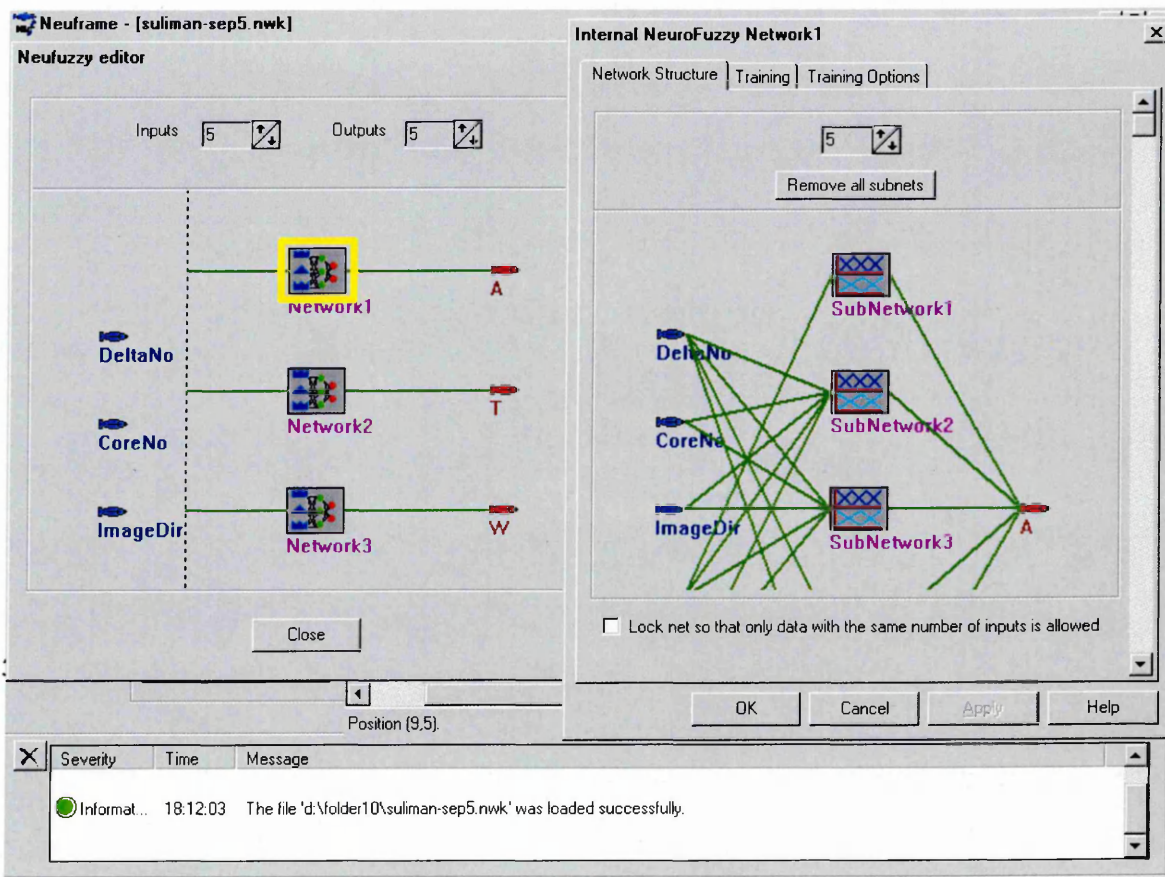 Neuframe - [suliman-sep5.nwk]
Neufuzzy editor
Inputs 5 Outputs 5
Network1
A
DeltaNo
Network2
T
CoreNo
Network3
W
ImageDir
Close
Position (9,5).
Internal NeuroFuzzy Network1
Network Structure Training Training Options
5
Remove all subnets
SubNetwork1
DeltaNo
SubNetwork2
CoreNo
ImageDir
SubNetwork3
A
Lock net so that only data with the same number of inputs is allowed
OK Cancel Apply Help
Severity Time Message
Informat... 18:12:03 The file 'd:\folder10\suliman-sep5.nwk' was loaded successfully.